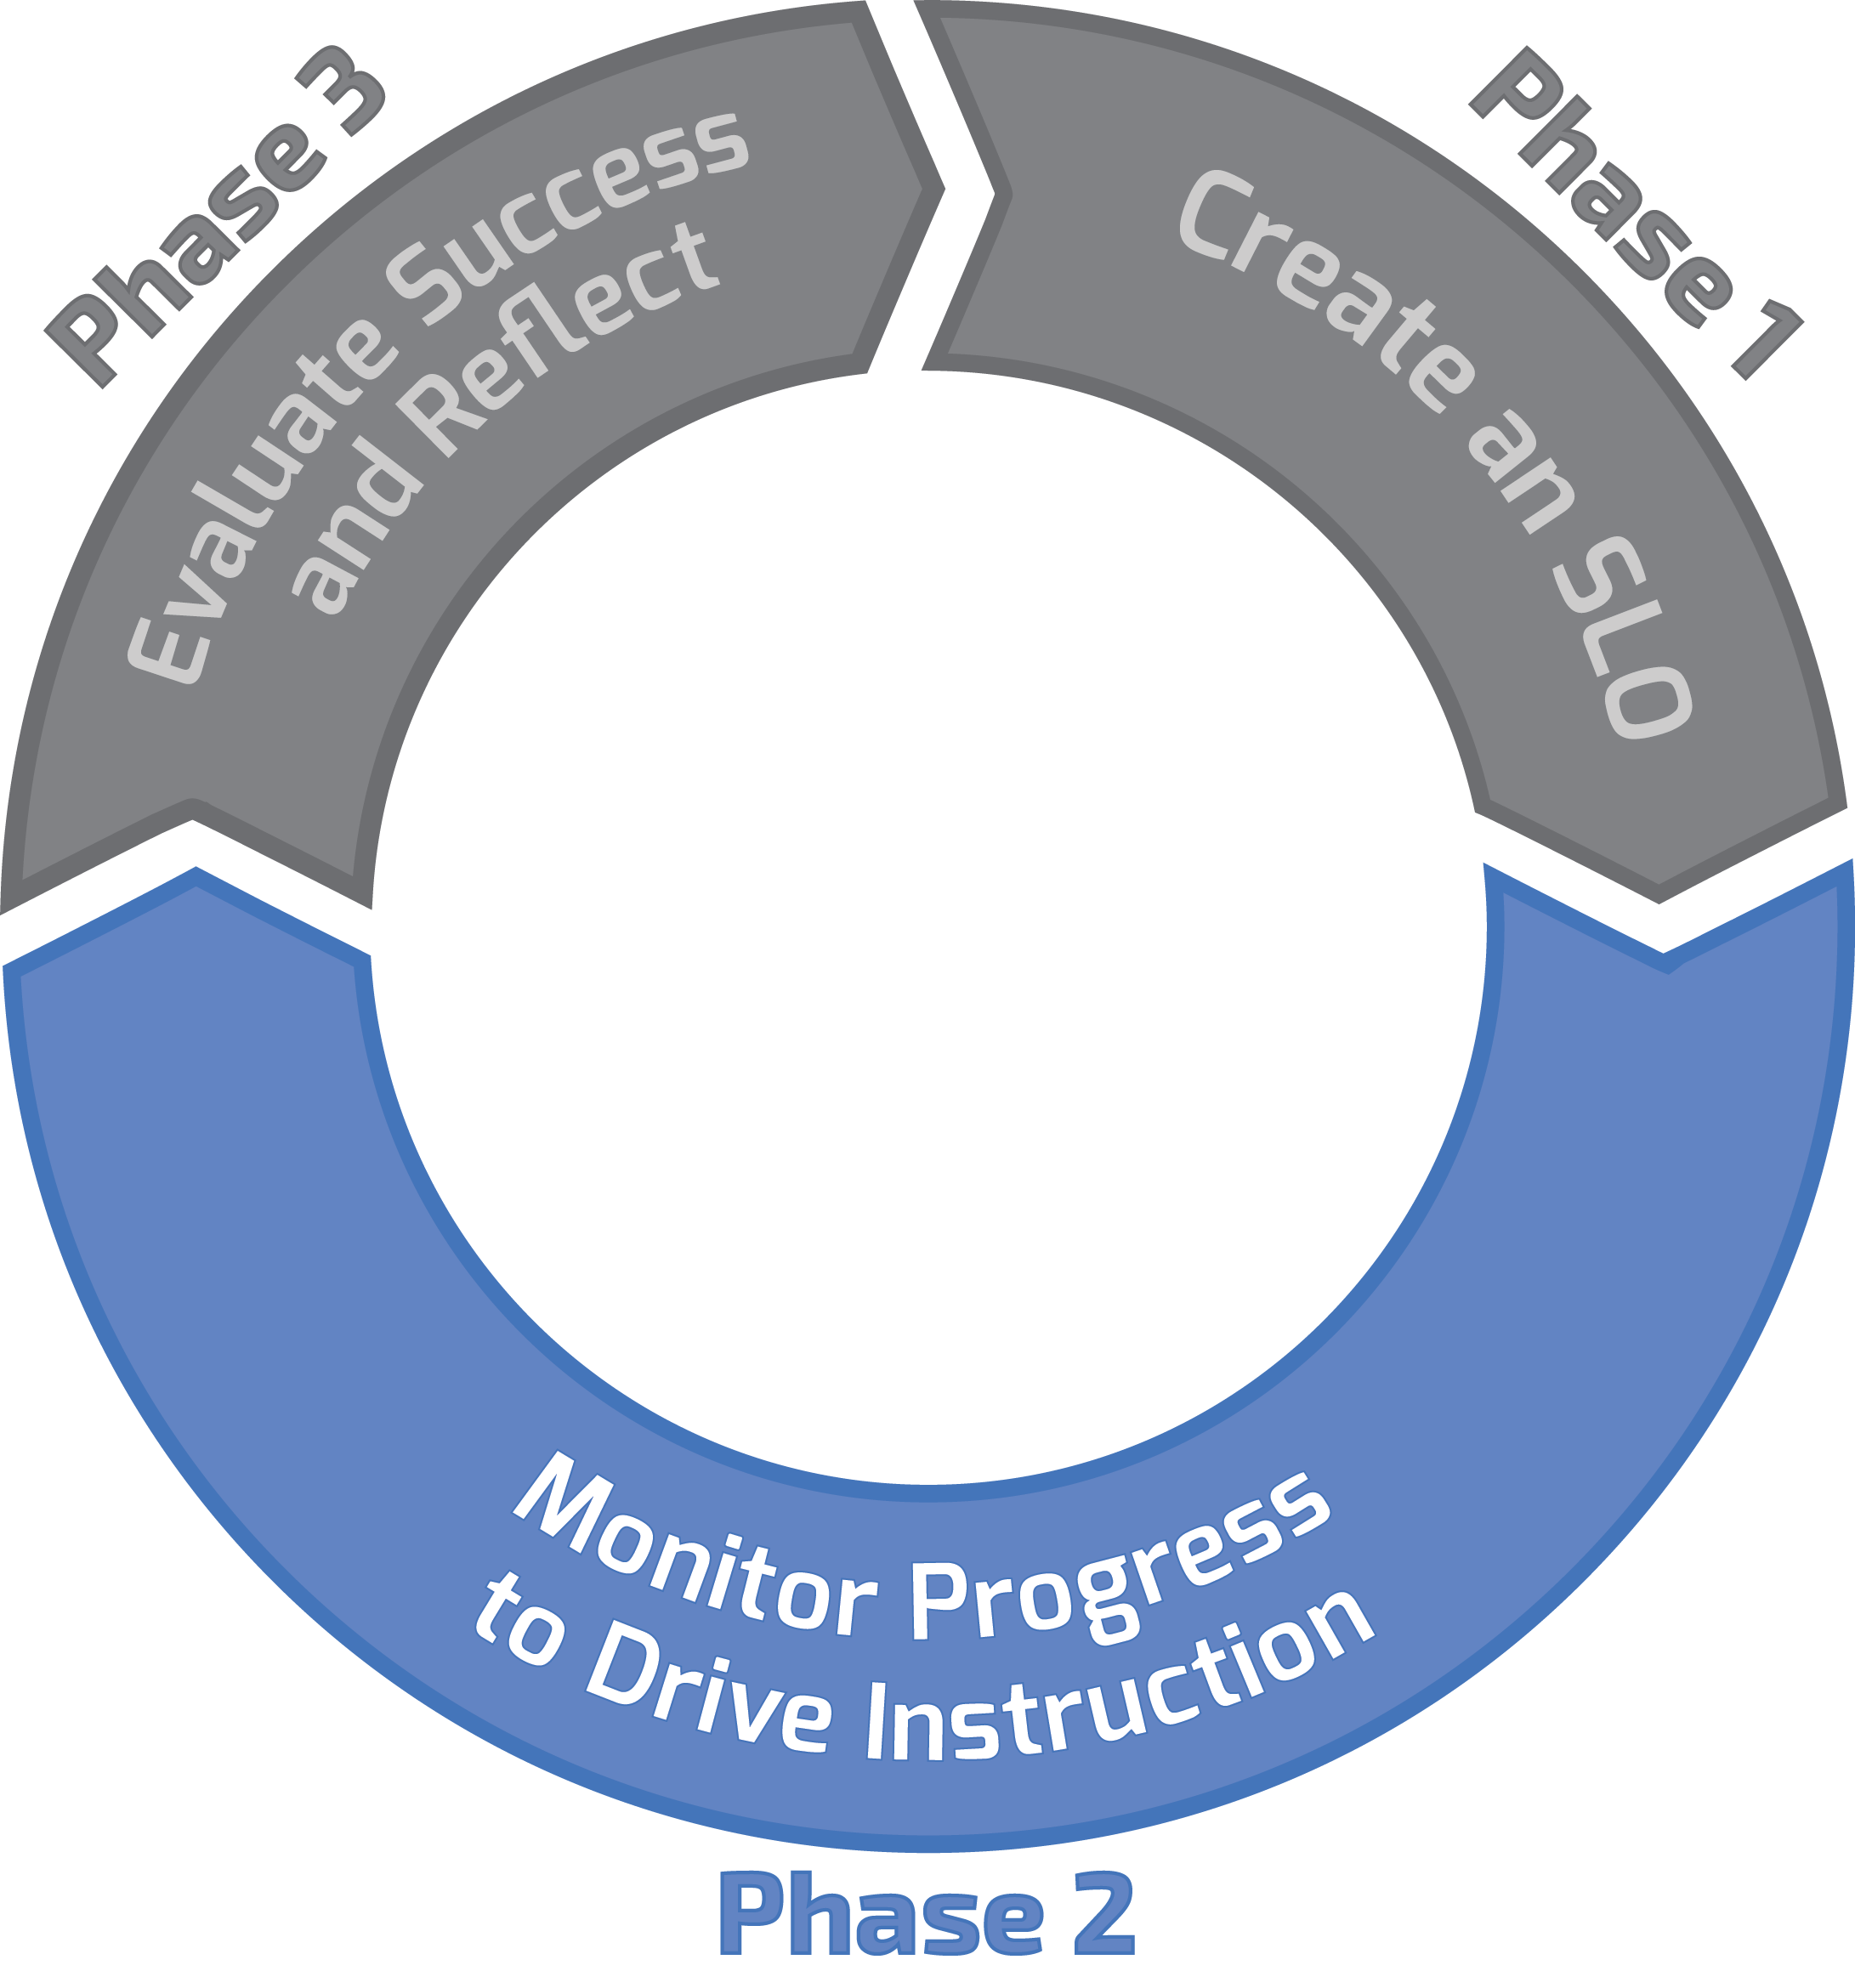 Phase 1
Create an SLO
Monitor Progress
to Drive Instruction
Phase 2
Phase 3
Evaluate Success
and Reflect